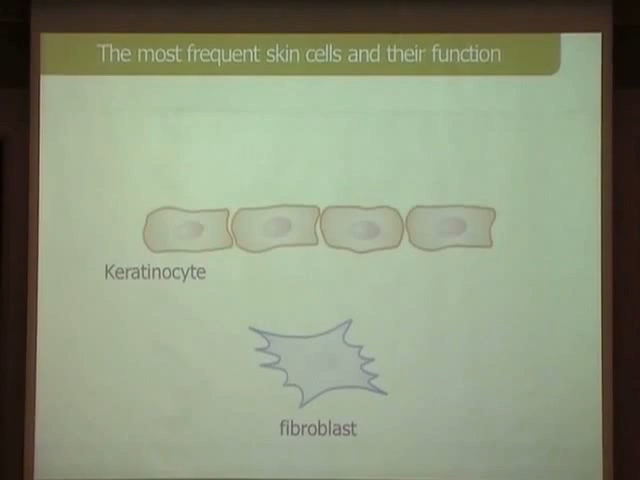 The most frequent skin cells and their function
Keratinocyte
fibroblast